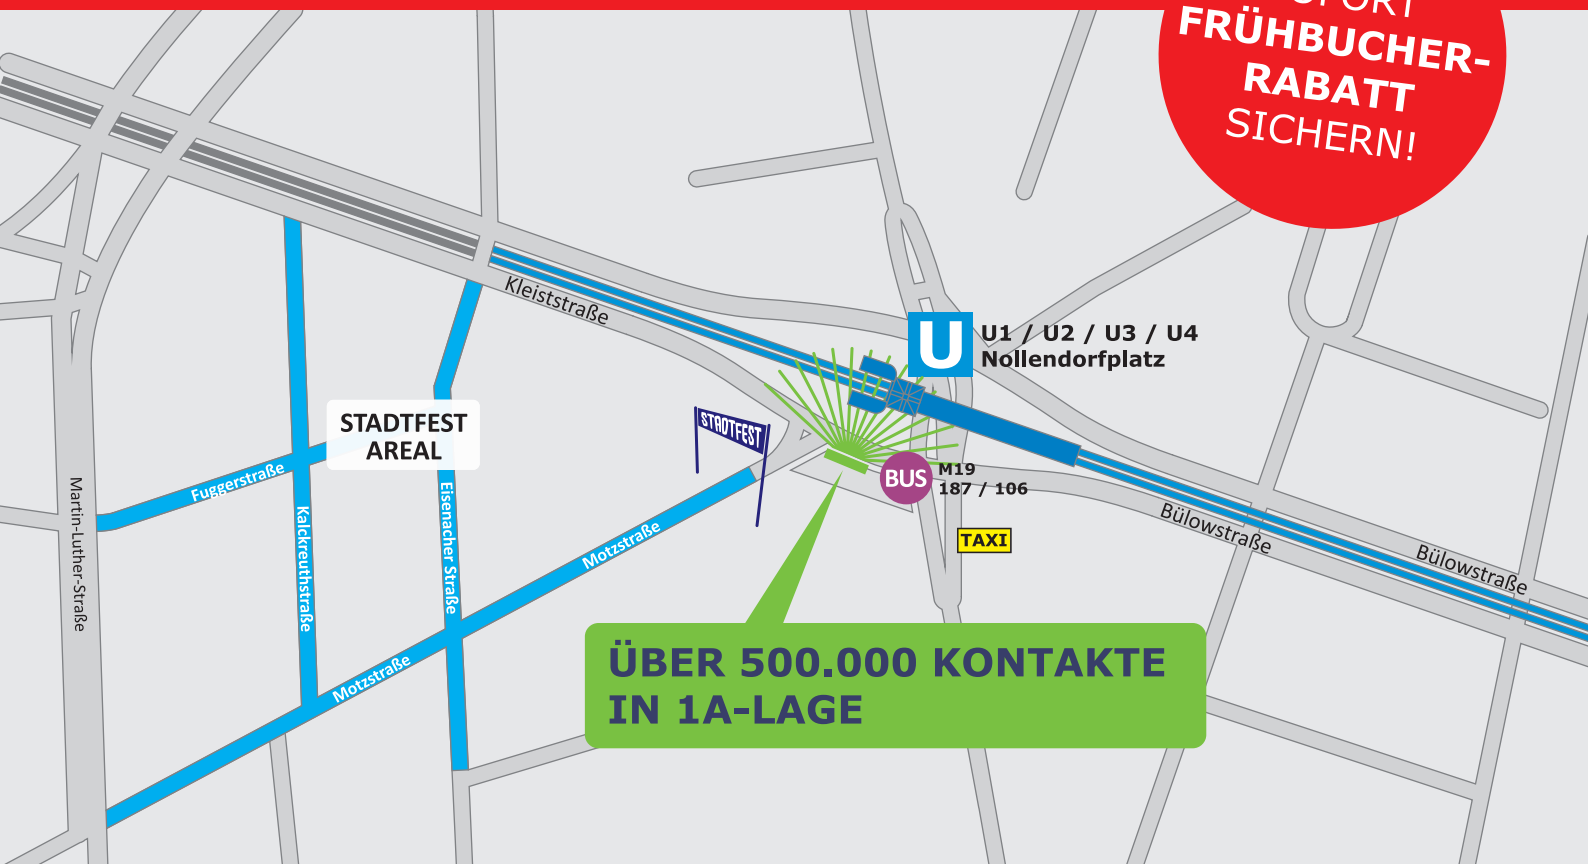 SOFORT
FRÜHBUCHER-
RABATT
SICHERN!
Kleiststraße
U
U1 / U2 / U3 / U4
Nollendorfplatz
STADTFEST
AREAL
STADTFEST
Fuggerstraße
Martin-Luther-Straße
Kalckreuthstraße
Eisenacher Straße
Motzstraße
Motzstraße
BUS
M19
187 / 106
TAXI
Bülowstraße
Bülowstraße
ÜBER 500.000 KONTAKTE
IN 1A-LAGE